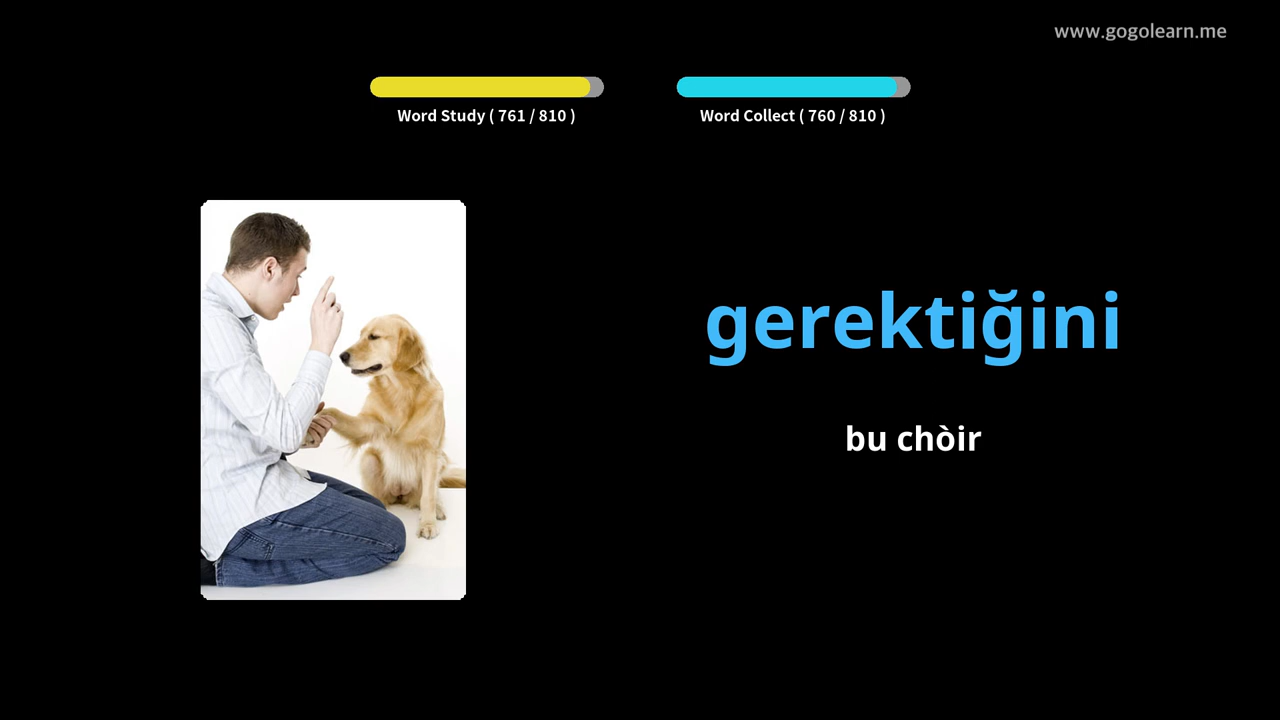 www.gogolearn.me
Word Study ( 761 / 810 )
Word Collect ( 760 / 810 )
gerektiğini
bu chòir